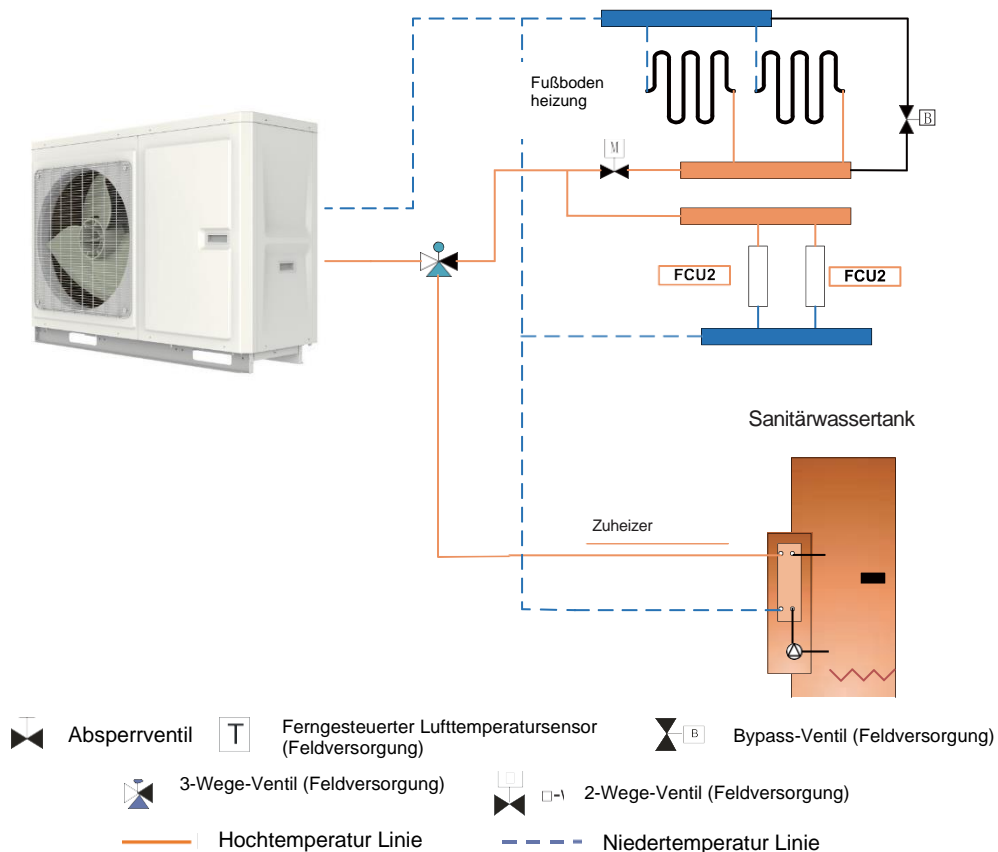 Fußboden
heizung
M
B
FCU2
FCU2
Sanitärwassertank
Zuheizer
Absperrventil
T
Ferngesteuerter Lufttemperatursensor
(Feldversorgung)
B
Bypass-Ventil (Feldversorgung)
3-Wege-Ventil (Feldversorgung)
2-Wege-Ventil (Feldversorgung)
Hochtemperatur Linie
Niedertemperatur Linie